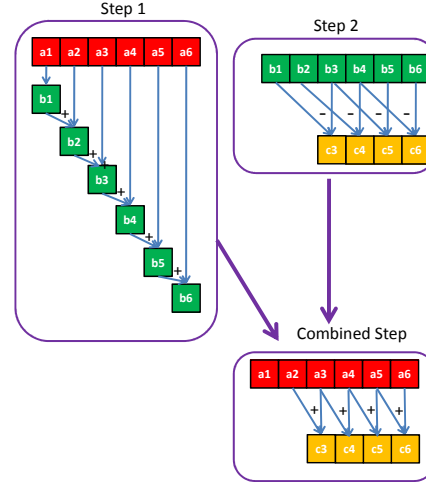 Step 1
a1 a2 a3 a4 a5 a6
b1
+
b2
+
+
b3
+
b4
+
b5
+
b6
Step 2
b1 b2 b3 b4 b5 b6
- - - -
c3 c4 c5 c6
Combined Step
a1 a2 a3 a4 a5 a6
+ + + +
c3 c4 c5 c6